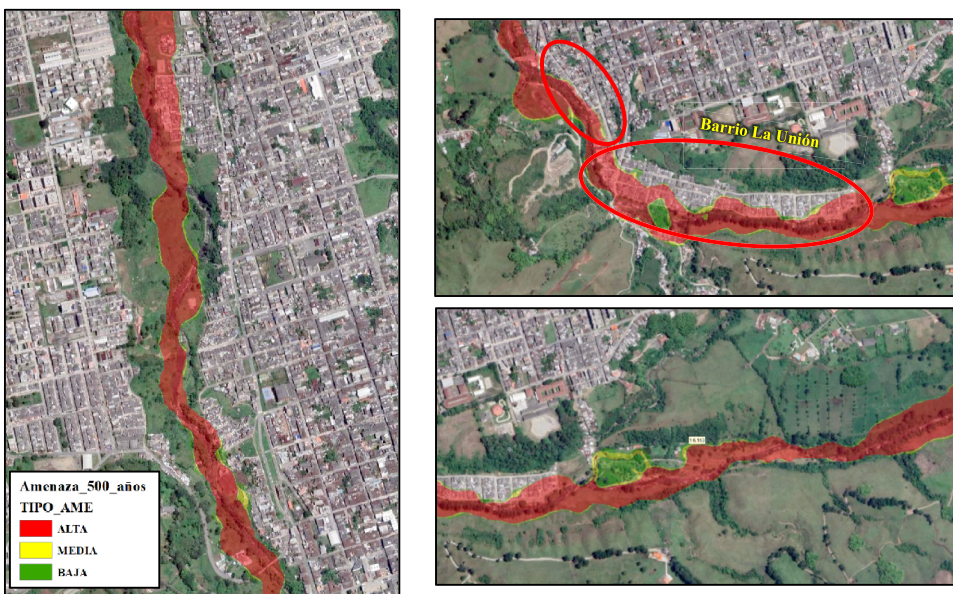 Amenaza_500_años
TIPO_AME
ALTA
MEDIA
BAJA
Barrio La Unión